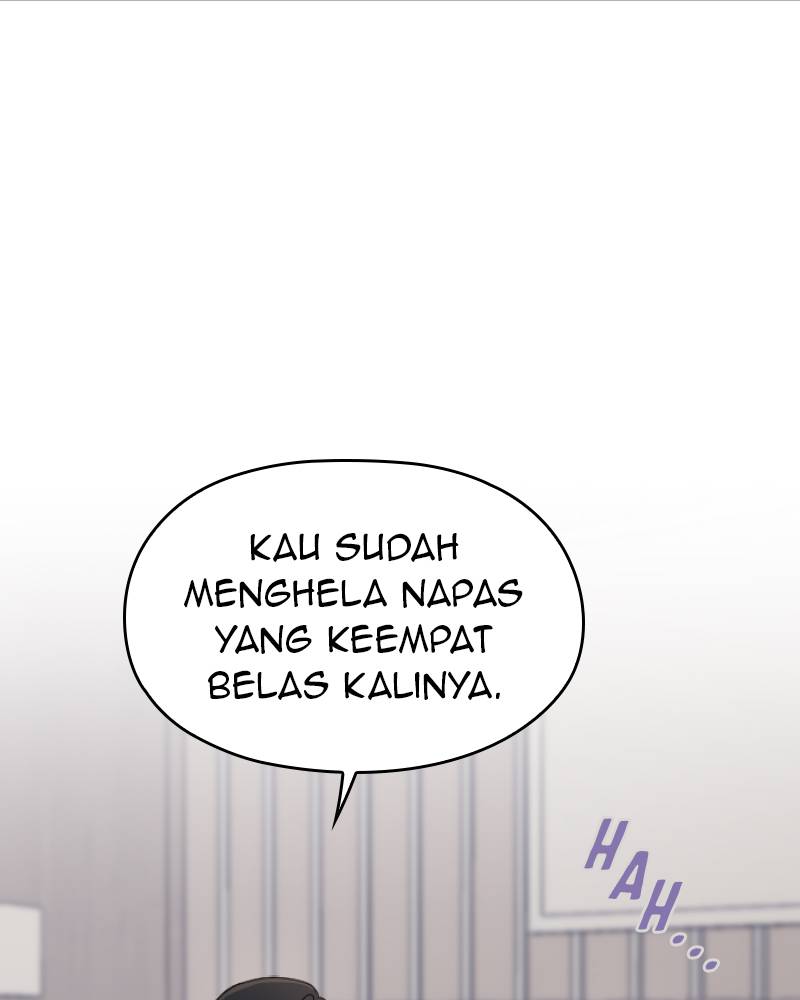 KAU SUDAH
MENGHELA NAPAS
YANG KEEMPAT
BELAS KALINYA.
HAH...